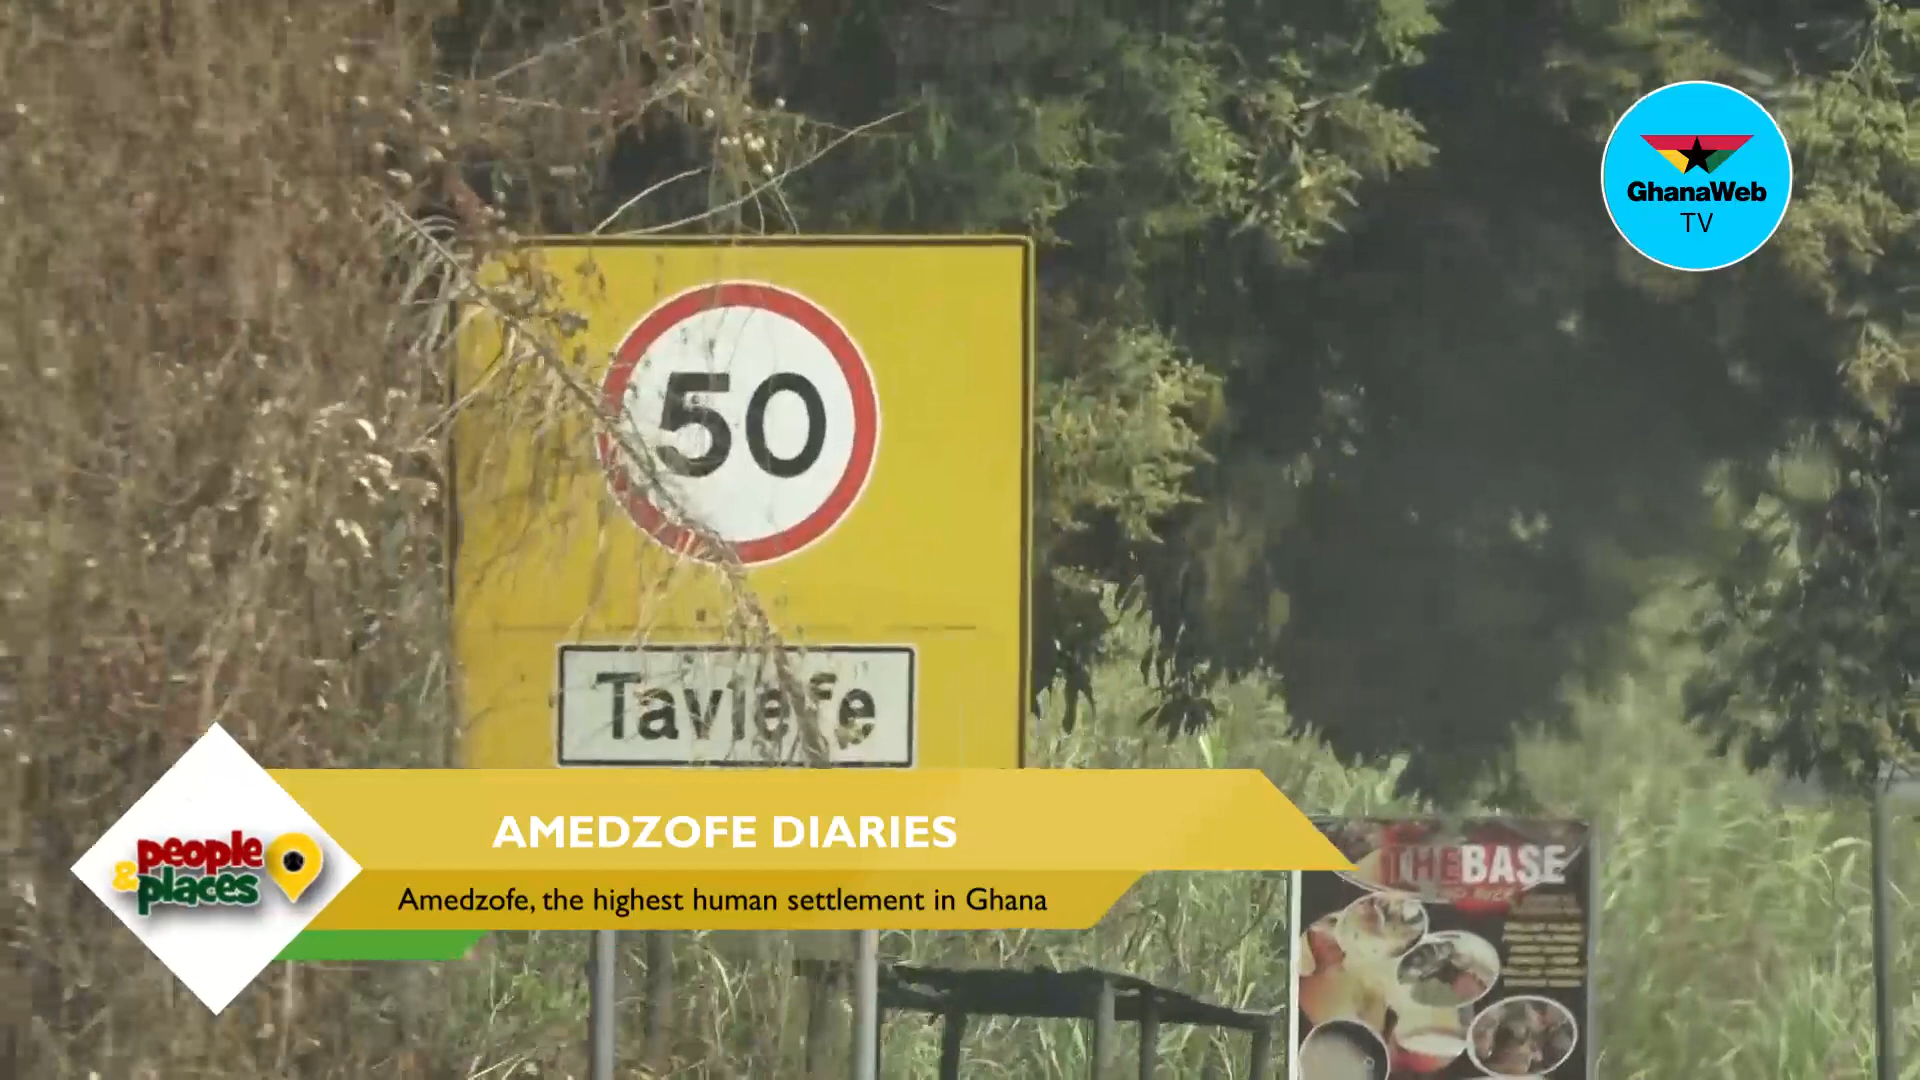 GhanaWeb
TV
50
Taviefe
AMEDZOFE DIARIES
people
&
places
Amedzofe, the highest human settlement in Ghana
THEBASE